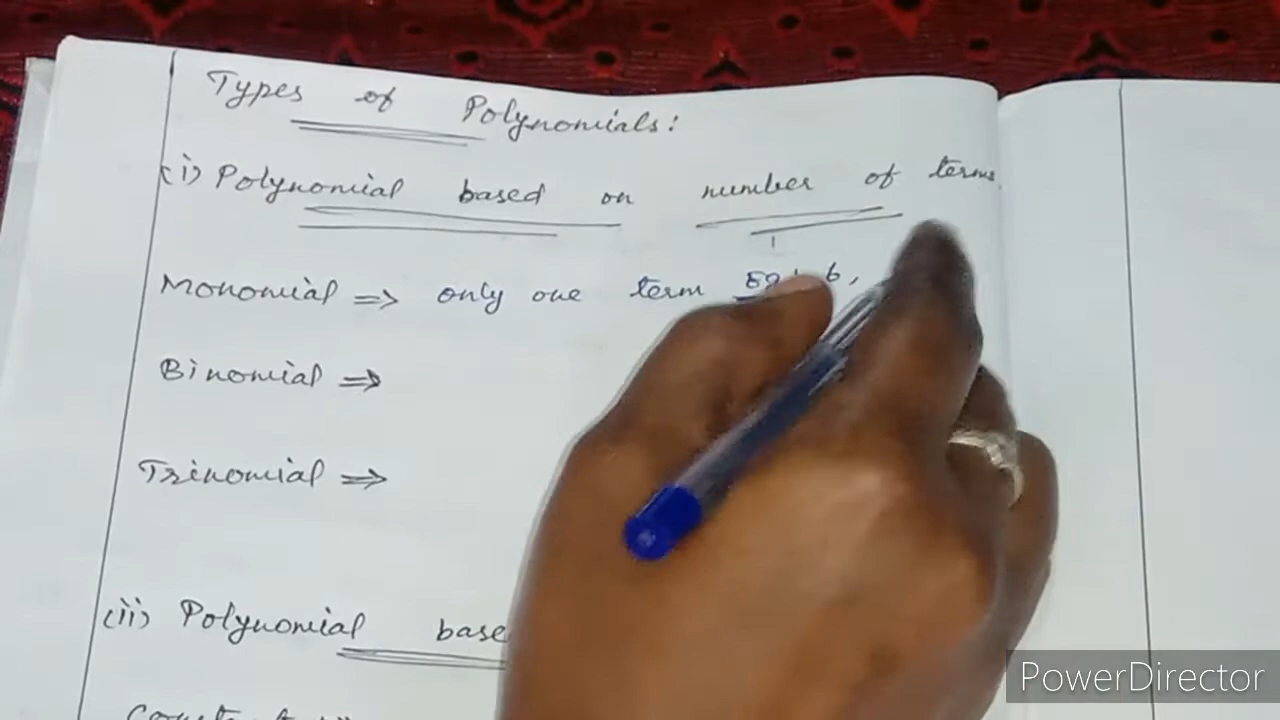 Types of Polynomials:
(i) Polynomial based on number of terms.
Monomial => only one term 6,
Binomial =>
Trinomial =>
(ii) Polynomial base
PowerDirector